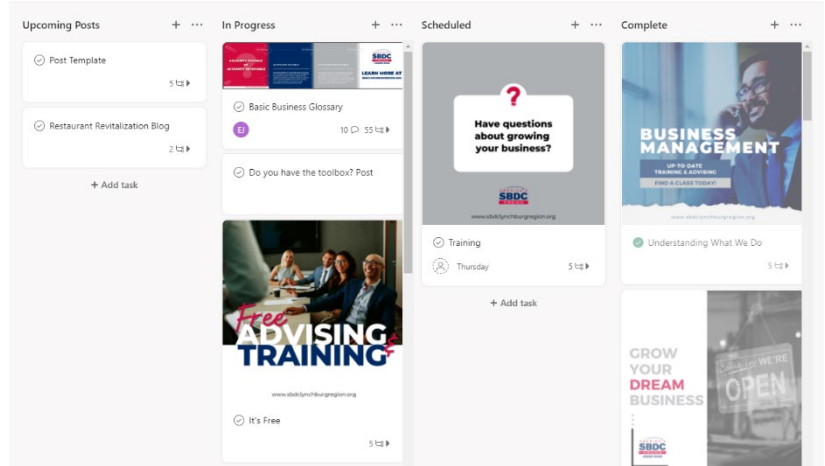 Upcoming Posts
Post Template
5
Restaurant Revitalization Blog
2
+ Add task
In Progress
SBDC
LEARN MORE AT
Basic Business Glossary
EJ
10 55
Do you have the toolbox? Post
Free
ADVISING &
TRAINING
www.sbdclynchburgregion.org
It's Free
5
Scheduled
?
Have questions
about growing
your business?
SBDC
www.sbdclynchburgregion.org
Training
Thursday
5
+ Add task
Complete
BUSINESS
MANAGEMENT
UP-TO-DATE
TRAINING & ADVISING
FIND A CLASS TODAY!
www.sbdclynchburgregion.org
Understanding What We Do
5
GROW
YOUR
DREAM
BUSINESS
SBDC
WE'RE
OPEN